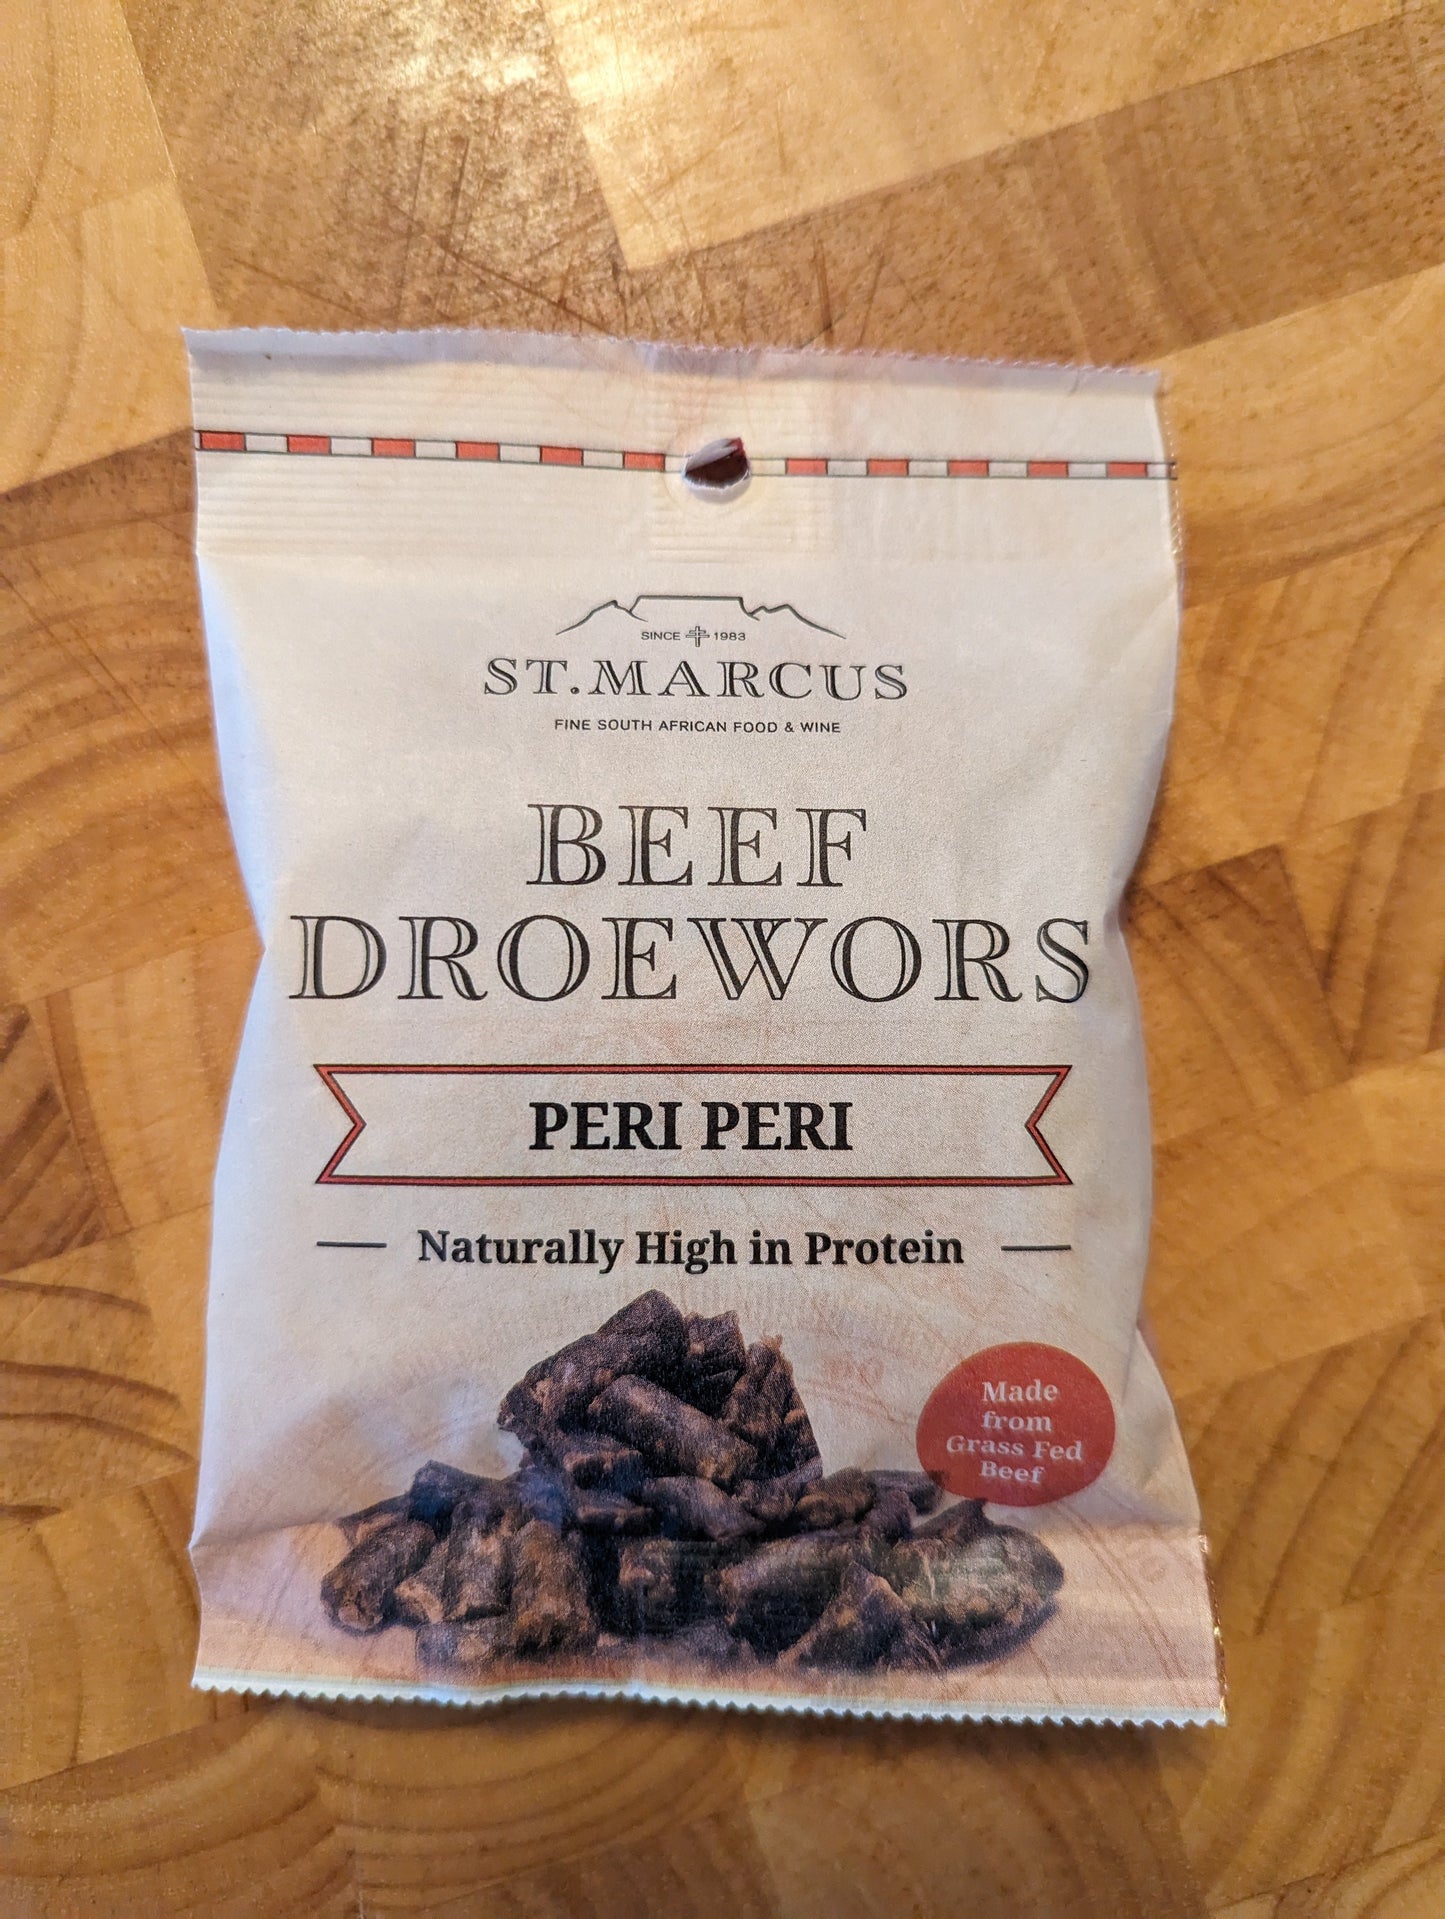 SINCE 1983
ST.MARCUS
FINE SOUTH AFRICAN FOOD & WINE
BEEF
DROEWORS
PERI PERI
Naturally High in Protein
Made
from
Grass Fed
Beef